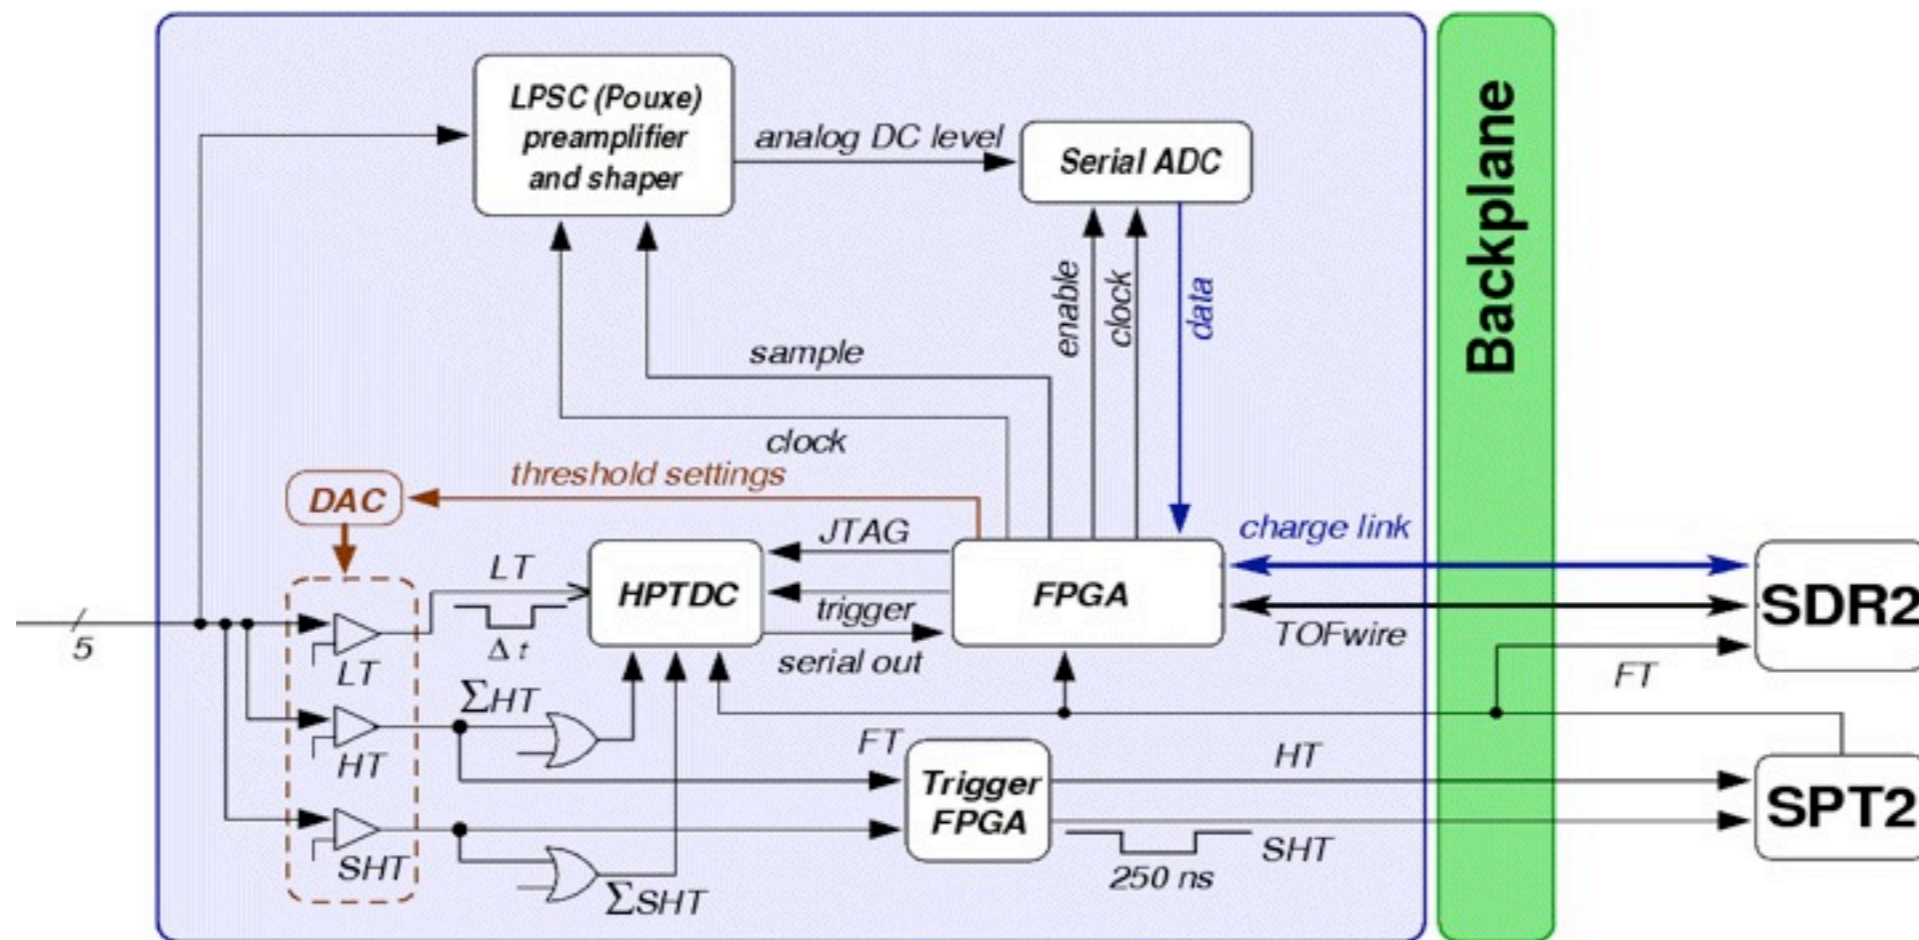 LPSC (Pouxe)
preamplifier
and shaper
analog DC level
Serial ADC
Backplane
enable
clock
data
sample
clock
threshold settings
DAC
JTAG
charge link
LT
HPTDC
FPGA
SDR2
trigger
5
Δ t
TOFwire
serial out
LT
FT
ΣHT
FT
HT
HT
Trigger
FPGA
SPT2
SHT
SHT
250 ns
ΣSHT